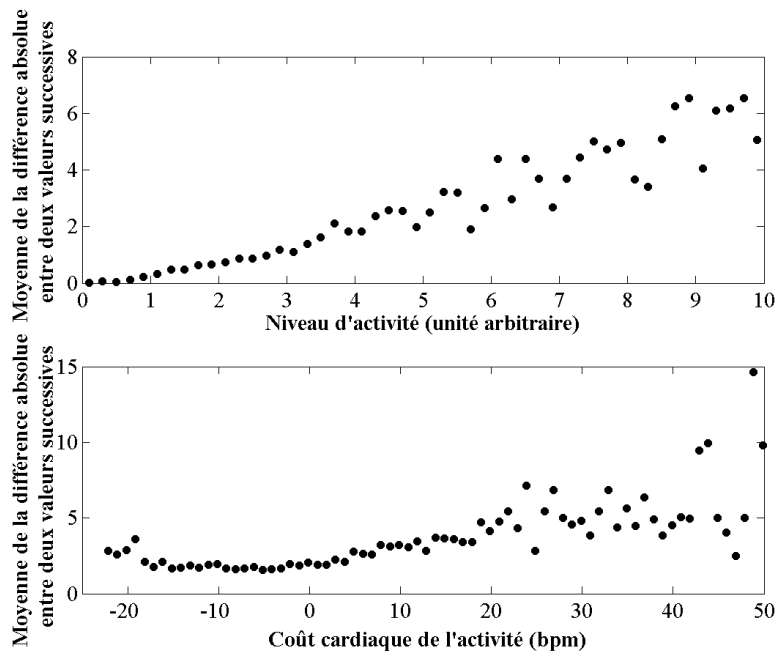 Moyenne de la différence absolue
entre deux valeurs successives
8
6
4
2
0
0 1 2 3 4 5 6 7 8 9 10
Niveau d'activité (unité arbitraire)
Moyenne de la différence absolue
entre deux valeurs successives
15
10
5
0
-20 -10 0 10 20 30 40 50
Coût cardiaque de l'activité (bpm)